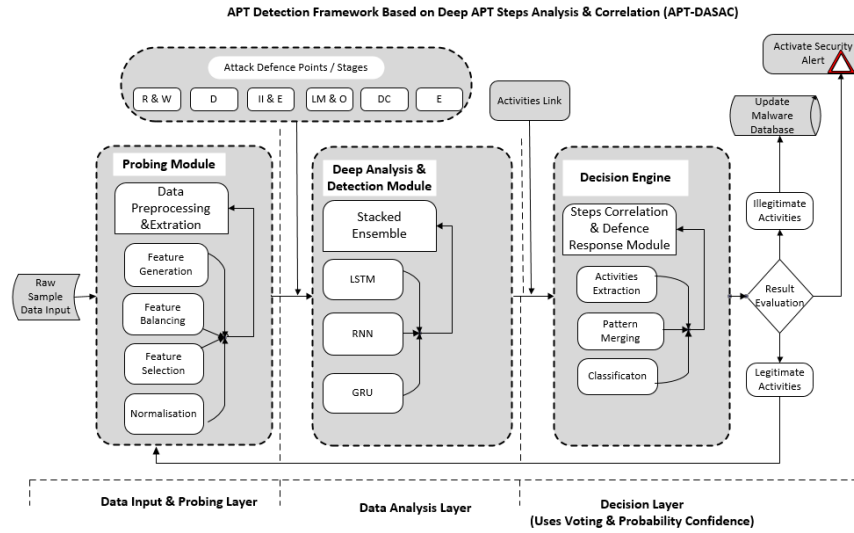 APT Detection Framework Based on Deep APT Steps Analysis & Correlation (APT-DASAC)
Attack Defence Points / Stages
R & W
D
II & E
LM & O
DC
E
Activities Link
Activate Security
Alert
Update
Malware
Database
Probing Module
Data
Preprocessing
&Extration
Feature
Generation
Feature
Balancing
Feature
Selection
Normalisation
Raw
Sample
Data Input
Deep Analysis &
Detection Module
Stacked
Ensemble
LSTM
RNN
GRU
Decision Engine
Steps Correlation
& Defence
Response Module
Activities
Extraction
Pattern
Merging
Classificaton
Illegitimate
Activities
Result
Evaluation
Legitimate
Activities
Data Input & Probing Layer
Data Analysis Layer
Decision Layer
(Uses Voting & Probability Confidence)